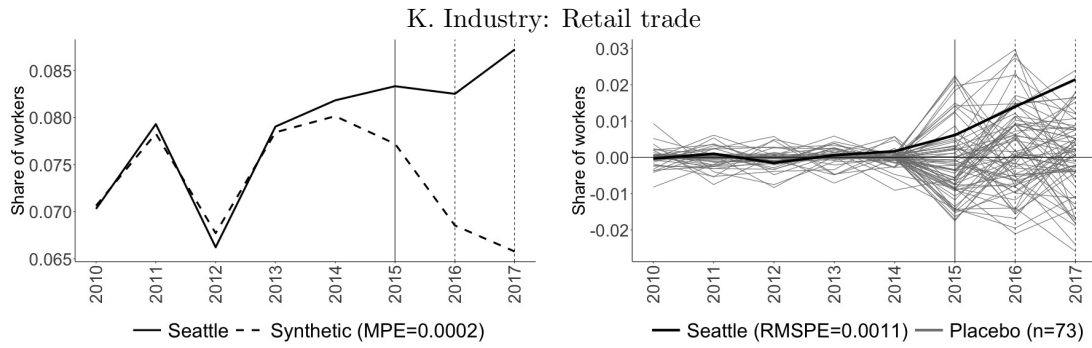 K. Industry: Retail trade
Share of workers
0.085
0.080
0.075
0.070
0.065
2010 2011 2012 2013 2014 2015 2016 2017
Seattle Synthetic (MPE=0.0002)
Share of workers
0.03
0.02
0.01
0.00
-0.01
-0.02
2010 2011 2012 2013 2014 2015 2016 2017
Seattle (RMSPE=0.0011) Placebo (n=73)